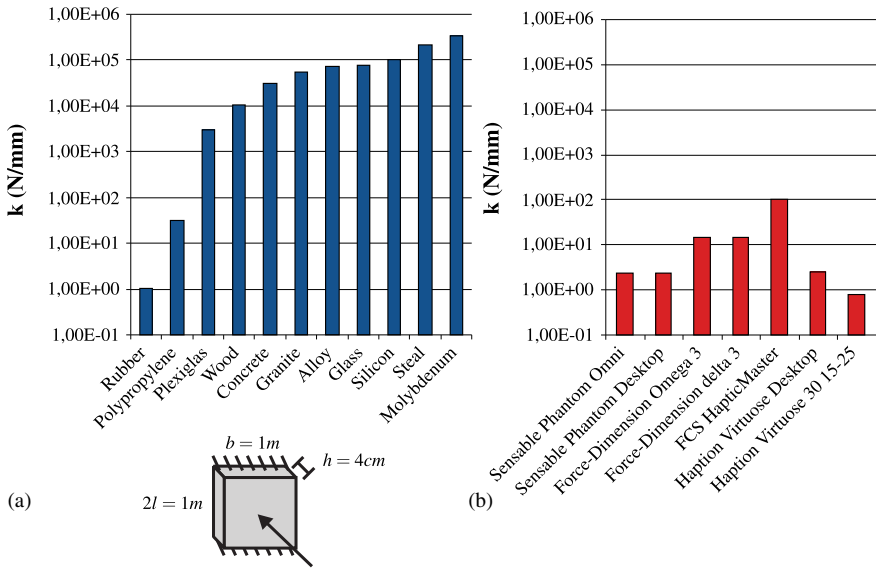 1,00E+06
1,00E+05
1,00E+04
1,00E+03
1,00E+02
1,00E+01
1,00E+00
1,00E-01
k (N/mm)
Rubber
Polypropylene
Plexiglas
Wood
Concrete
Granite
Alloy
Glass
Silicon
Steal
Molybdenum
b = 1m
h = 4cm
2l = 1m
(a)
1,00E+06
1,00E+05
1,00E+04
1,00E+03
1,00E+02
1,00E+01
1,00E+00
1,00E-01
k (N/mm)
Sensable Phantom Omni
Sensable Phantom Desktop
Force-Dimension Omega 3
Force-Dimension delta 3
FCS HapticMaster
Haption Virtuose Desktop
Haption Virtuose 30 15-25
(b)